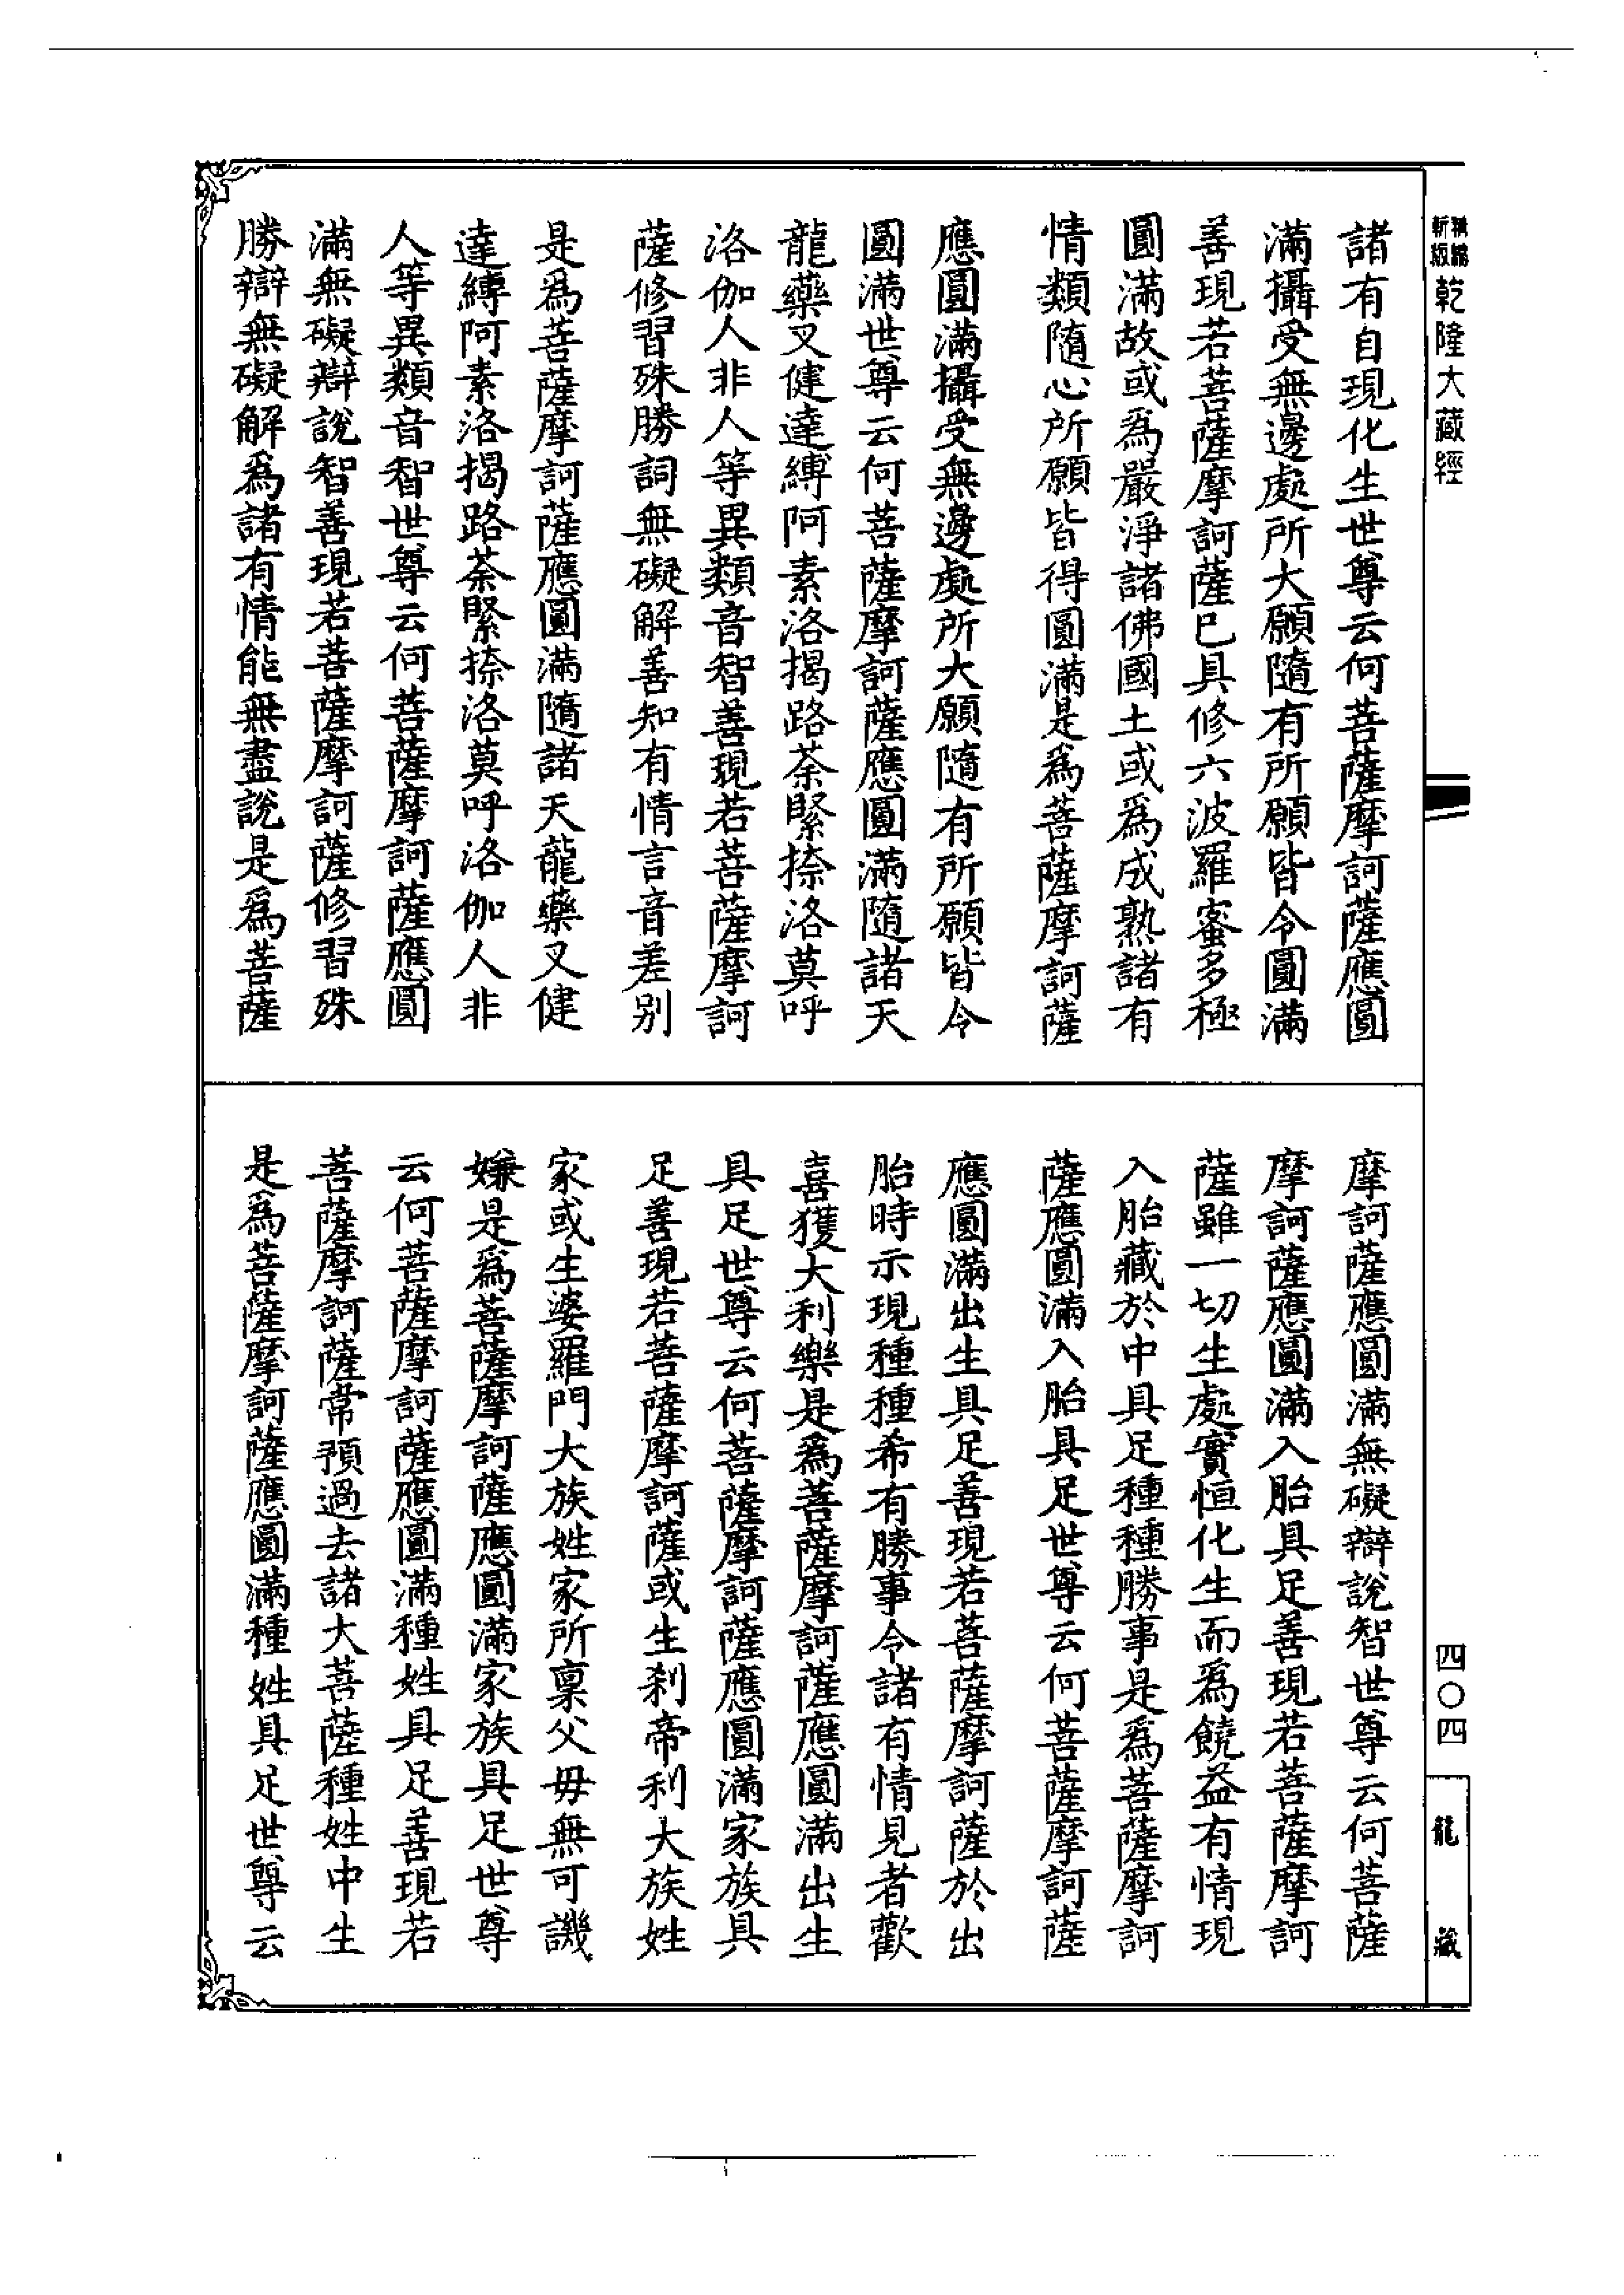 新版
精縮
乾隆大藏經
諸有自現化生世尊云何菩薩摩訶薩應圓
滿攝受無邊處所大願隨有所願皆令圓滿
善現若菩薩摩訶薩已具修六波羅蜜多極
圓滿故或為嚴淨諸佛國土或為成熟諸有
情類隨心所願皆得圓滿是為菩薩摩訶薩
應圓滿攝受無邊處所大願隨有所願皆令
圓滿世尊云何菩薩摩訶薩應圓滿隨諸天
龍藥叉健達縛阿素洛揭路荼緊捺洛莫呼
洛伽人非人等異類音智善現若菩薩摩訶
薩修習殊勝詞無礙解善知有情言音差別
是為菩薩摩訶薩應圓滿隨諸天龍藥叉健
達縛阿素洛揭路荼緊捺洛莫呼洛伽人非
人等異類音智世尊云何菩薩摩訶薩應圓
滿無礙辯說智善現若菩薩摩訶薩修習殊
勝辯無礙解為諸有情能無盡說是為菩薩
摩訶薩應圓滿無礙辯說智世尊云何菩薩
摩訶薩應圓滿入胎具足善現若菩薩摩訶
薩雖一切生處實恒化生而為饒益有情現
入胎藏於中具足種種勝事是為菩薩摩訶
薩應圓滿入胎具足世尊云何菩薩摩訶薩
應圓滿出生具足善現若菩薩摩訶薩於出
胎時示現種種希有勝事令諸有情見者歡
喜獲大利樂是為菩薩摩訶薩應圓滿出生
具足世尊云何菩薩摩訶薩應圓滿家族具
足善現若菩薩摩訶薩或生剎帝利大族姓
家或生婆羅門大族姓家所稟父母無可譏
嫌是為菩薩摩訶薩應圓滿家族具足世尊
云何菩薩摩訶薩應圓滿種姓具足善現若
菩薩摩訶薩常預過去諸大菩薩種姓中生
是為菩薩摩訶薩應圓滿種姓具足世尊云
四〇四
龍藏